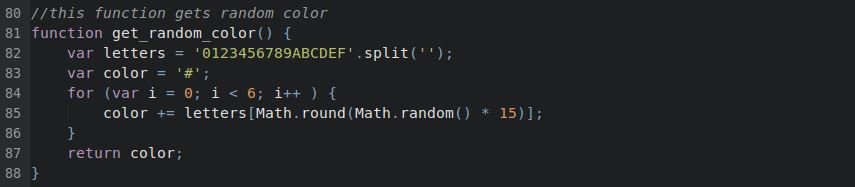 80 //this function gets random color
81 function get_random_color() {
82     var letters = '0123456789ABCDEF'.split('');
83     var color = '#';
84     for (var i = 0; i < 6; i++ ) {
85         color += letters[Math.round(Math.random() * 15)];
86     }
87     return color;
88 }